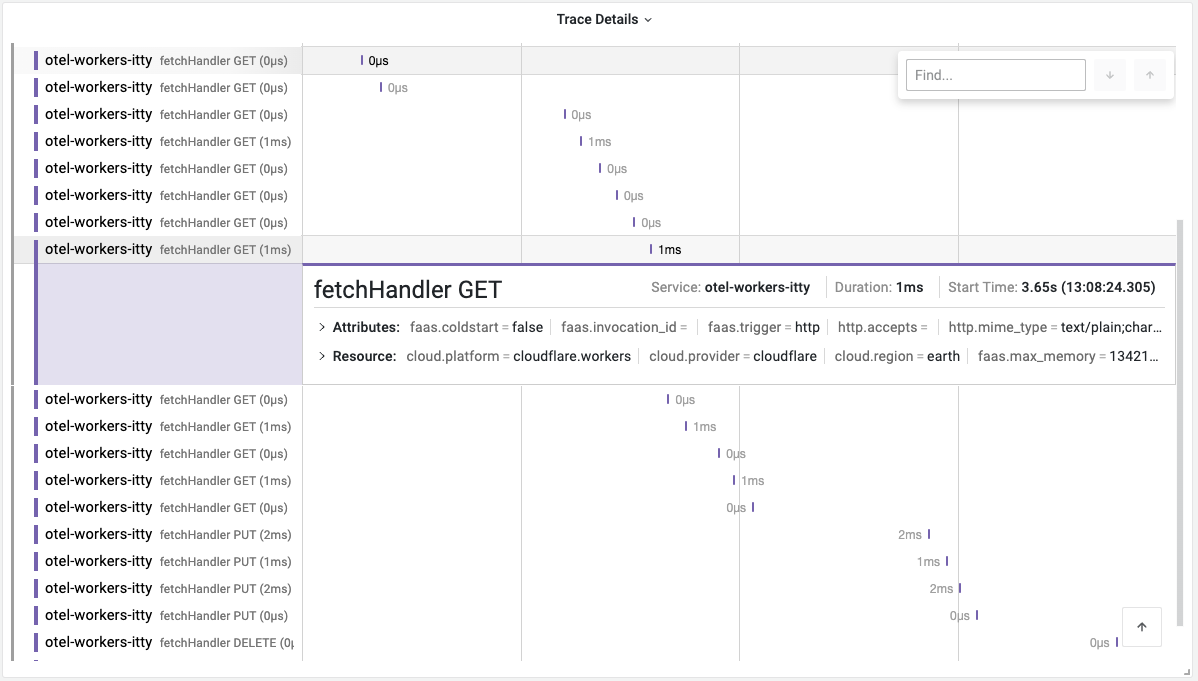 Trace Details
Find...
otel-workers-itty fetchHandler GET (0μs) 0μs
otel-workers-itty fetchHandler GET (0μs) 0μs
otel-workers-itty fetchHandler GET (0μs) 0μs
otel-workers-itty fetchHandler GET (1ms) 1ms
otel-workers-itty fetchHandler GET (0μs) 0μs
otel-workers-itty fetchHandler GET (0μs) 0μs
otel-workers-itty fetchHandler GET (0μs) 0μs
otel-workers-itty fetchHandler GET (1ms) 1ms
fetchHandler GET Service: otel-workers-itty Duration: 1ms Start Time: 3.65s (13:08:24.305)
Attributes: faas.coldstart = false faas.invocation_id = faas.trigger = http http.accepts = http.mime_type = text/plain;char...
Resource: cloud.platform = cloudflare.workers cloud.provider = cloudflare cloud.region = earth faas.max_memory = 13421...
otel-workers-itty fetchHandler GET (0μs) 0μs
otel-workers-itty fetchHandler GET (1ms) 1ms
otel-workers-itty fetchHandler GET (0μs) 0μs
otel-workers-itty fetchHandler GET (1ms) 1ms
otel-workers-itty fetchHandler GET (0μs) 0μs
otel-workers-itty fetchHandler PUT (2ms) 2ms
otel-workers-itty fetchHandler PUT (1ms) 1ms
otel-workers-itty fetchHandler PUT (2ms) 2ms
otel-workers-itty fetchHandler PUT (0μs) 0μs
otel-workers-itty fetchHandler DELETE (0μ 0μs